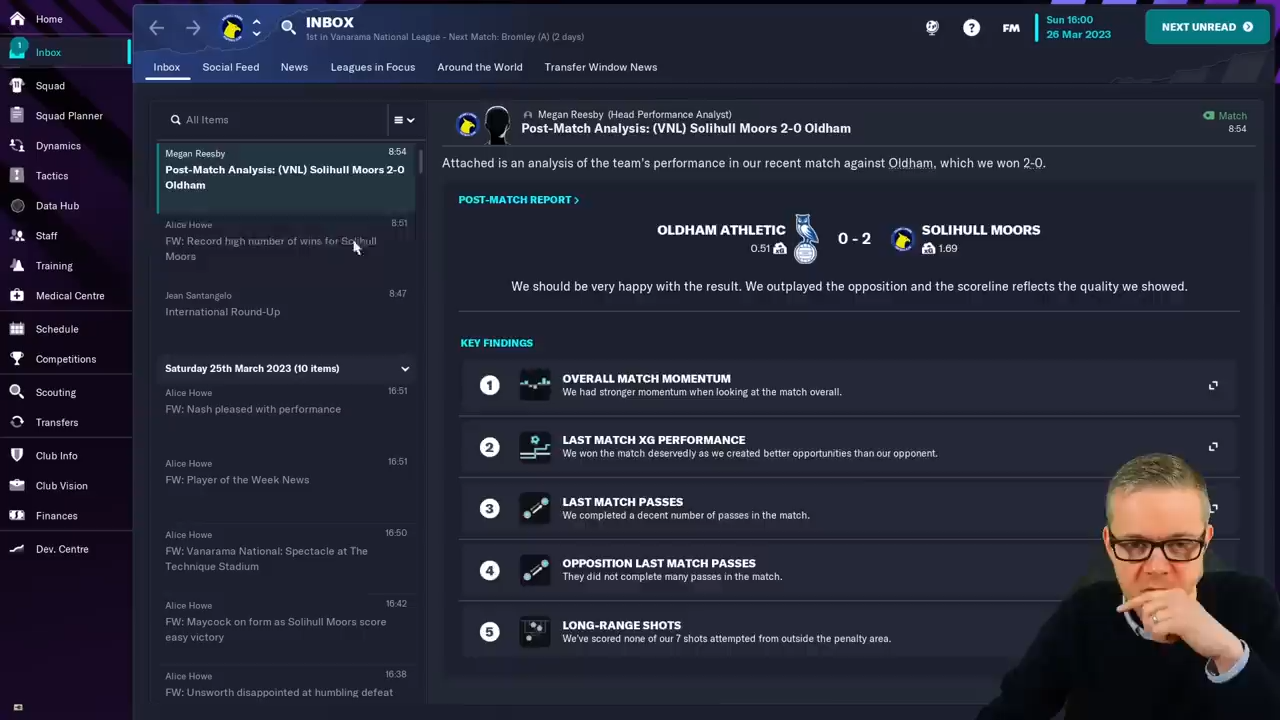 Home
1
Inbox
Squad
Squad Planner
Dynamics
Tactics
Data Hub
Staff
Training
Medical Centre
Schedule
Competitions
Scouting
Transfers
Club Info
Club Vision
Finances
Dev. Centre
INBOX
1st in Vanarama National League - Next Match: Bromley (A) (2 days)
?
FM
Sun 16:00
26 Mar 2023
NEXT UNREAD
Inbox
Social Feed
News
Leagues in Focus
Around the World
Transfer Window News
All Items
Megan Reesby 8:54
Post-Match Analysis: (VNL) Solihull Moors 2-0
Oldham
Alice Howe 8:51
FW: Record high number of wins for Solihull
Moors
Jean Santangelo 8:47
International Round-Up
Saturday 25th March 2023 (10 items)
Alice Howe 16:51
FW: Nash pleased with performance
Alice Howe 16:51
FW: Player of the Week News
Alice Howe 16:50
FW: Vanarama National: Spectacle at The
Technique Stadium
Alice Howe 16:42
FW: Maycock on form as Solihull Moors score
easy victory
Alice Howe 16:38
FW: Unsworth disappointed at humbling defeat
Megan Reesby (Head Performance Analyst)
Post-Match Analysis: (VNL) Solihull Moors 2-0 Oldham
Match
8:54
Attached is an analysis of the team's performance in our recent match against Oldham, which we won 2-0.
POST-MATCH REPORT >
OLDHAM ATHLETIC 0 - 2 SOLIHULL MOORS
0.51 xG xG 1.69
We should be very happy with the result. We outplayed the opposition and the scoreline reflects the quality we showed.
KEY FINDINGS
1
OVERALL MATCH MOMENTUM
We had stronger momentum when looking at the match overall.
2
LAST MATCH XG PERFORMANCE
We won the match deservedly as we created better opportunities than our opponent.
3
LAST MATCH PASSES
We completed a decent number of passes in the match.
4
OPPOSITION LAST MATCH PASSES
They did not complete many passes in the match.
5
LONG-RANGE SHOTS
We've scored none of our 7 shots attempted from outside the penalty area.